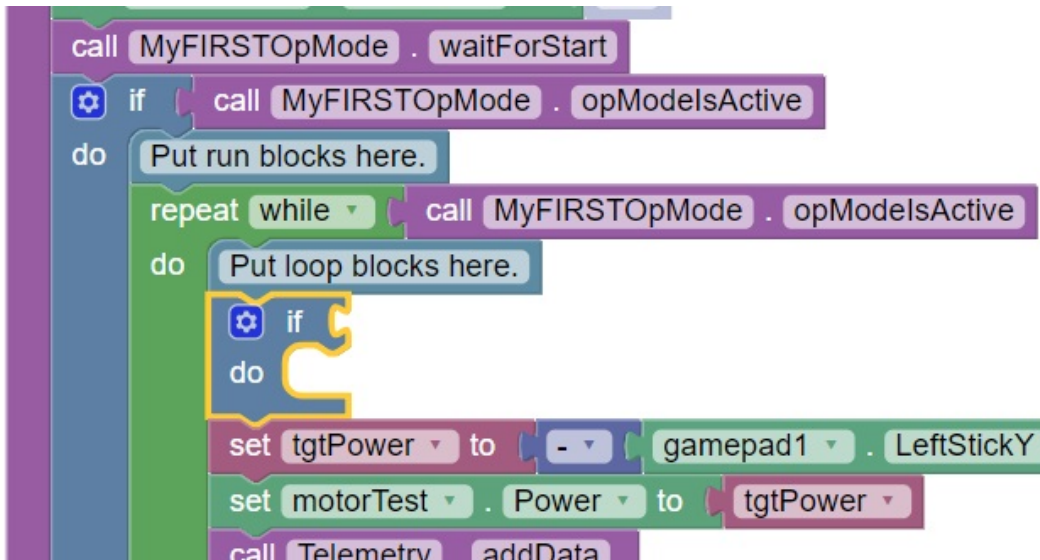 call MyFIRSTOpMode . waitForStart
if call MyFIRSTOpMode . opModeIsActive
do Put run blocks here.
repeat while call MyFIRSTOpMode . opModeIsActive
do Put loop blocks here.
if
do
set tgtPower to - gamepad1 . LeftStickY
set motorTest . Power to tgtPower
call Telemetry addData